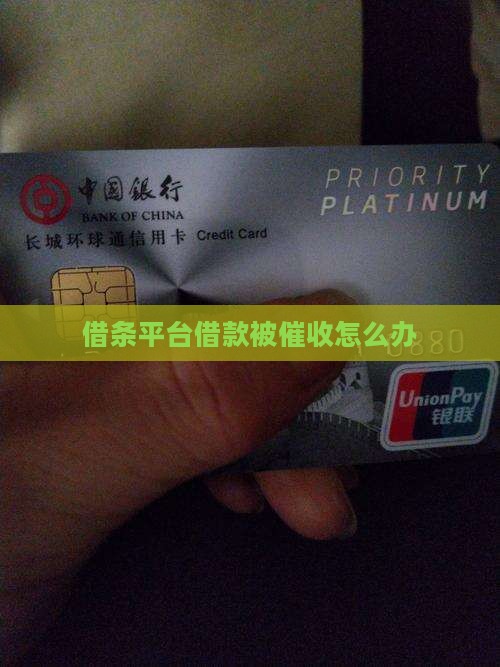 中国银行
BANK OF CHINA
长城环球通信用卡 Credit Card
PRIORITY
PLATINUM
借条平台借款被催收怎么办
0880
UnionPay
银联